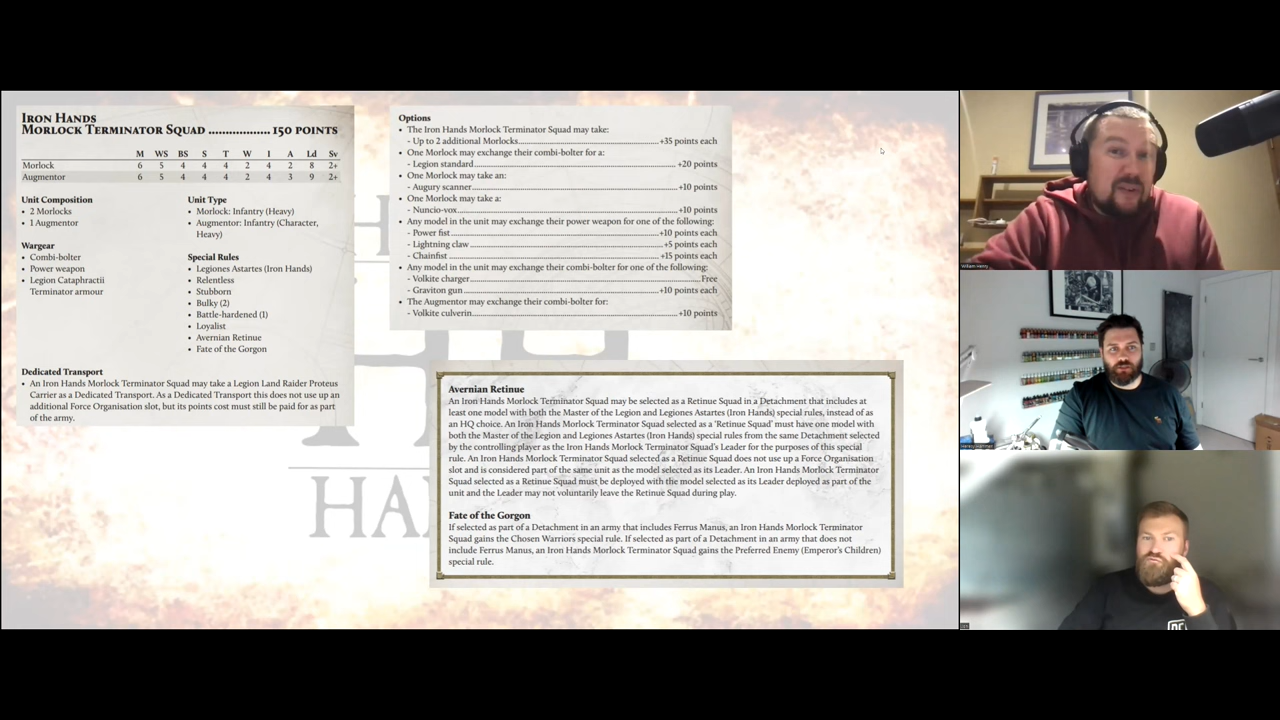 IRON HANDS
MORLOCK TERMINATOR SQUAD .................. 150 POINTS
M WS BS S T W I A Ld Sv
Morlock 6 5 4 4 4 2 4 2 8 2+
Augmentor 6 5 4 4 4 2 4 3 9 2+
Unit Composition
• 2 Morlocks
• 1 Augmentor
Wargear
• Combi-bolter
• Power weapon
• Legion Cataphractii
Terminator armour
Unit Type
• Morlock: Infantry (Heavy)
• Augmentor: Infantry (Character,
Heavy)
Special Rules
• Legiones Astartes (Iron Hands)
• Relentless
• Stubborn
• Bulky (2)
• Battle-hardened (1)
• Loyalist
• Avernian Retinue
• Fate of the Gorgon
Dedicated Transport
• An Iron Hands Morlock Terminator Squad may take a Legion Land Raider Proteus
Carrier as a Dedicated Transport. As a Dedicated Transport this does not use up an
additional Force Organisation slot, but its points cost must still be paid for as part
of the army.
Options
• The Iron Hands Morlock Terminator Squad may take:
- Up to 2 additional Morlocks..........+35 points each
• One Morlock may exchange their combi-bolter for a:
- Legion standard..........+20 points
• One Morlock may take an:
- Augury scanner..........+10 points
• One Morlock may take a:
- Nuncio-vox..........+10 points
• Any model in the unit may exchange their power weapon for one of the following:
- Power fist..........+10 points each
- Lightning claw..........+5 points each
- Chainfist..........+15 points each
• Any model in the unit may exchange their combi-bolter for one of the following:
- Volkite charger..........Free
- Graviton gun..........+10 points each
• The Augmentor may exchange their combi-bolter for:
- Volkite culverin..........+10 points
Avernian Retinue
An Iron Hands Morlock Terminator Squad may be selected as a Retinue Squad in a Detachment that includes at
least one model with both the Master of the Legion and Legiones Astartes (Iron Hands) special rules, instead of as
an HQ choice. An Iron Hands Morlock Terminator Squad selected as a 'Retinue Squad' must have one model with
both the Master of the Legion and Legiones Astartes (Iron Hands) special rules from the same Detachment selected
by the controlling player as the Iron Hands Morlock Terminator Squad's Leader for the purposes of this special
rule. An Iron Hands Morlock Terminator Squad selected as a Retinue Squad does not use up a Force Organisation
slot and is considered part of the same unit as the model selected as its Leader. An Iron Hands Morlock Terminator
Squad selected as a Retinue Squad must be deployed with the model selected as its Leader deployed as part of the
unit and the Leader may not voluntarily leave the Retinue Squad during play.
Fate of the Gorgon
If selected as part of a Detachment in an army that includes Ferrus Manus, an Iron Hands Morlock Terminator
Squad gains the Chosen Warriors special rule. If selected as part of a Detachment in an army that does not
include Ferrus Manus, an Iron Hands Morlock Terminator Squad gains the Preferred Enemy (Emperor's Children)
special rule.